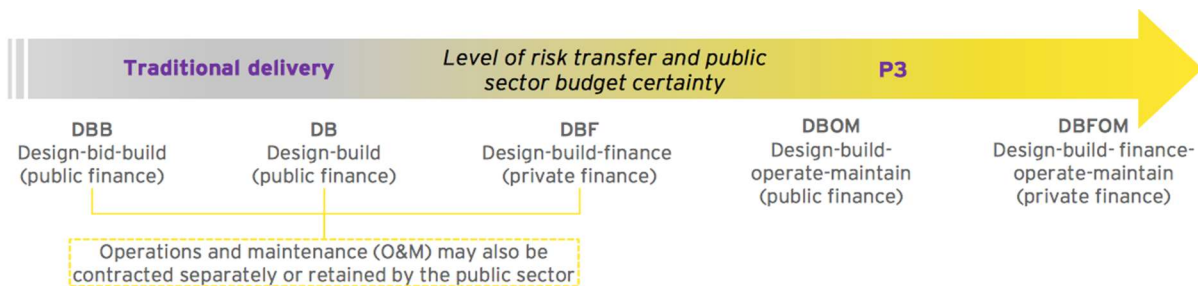 Traditional delivery
Level of risk transfer and public
sector budget certainty
P3
DBB
Design-bid-build
(public finance)
DB
Design-build
(public finance)
DBF
Design-build-finance
(private finance)
DBOM
Design-build-
operate-maintain
(public finance)
DBFOM
Design-build- finance-
operate-maintain
(private finance)
Operations and maintenance (O&M) may also be
contracted separately or retained by the public sector